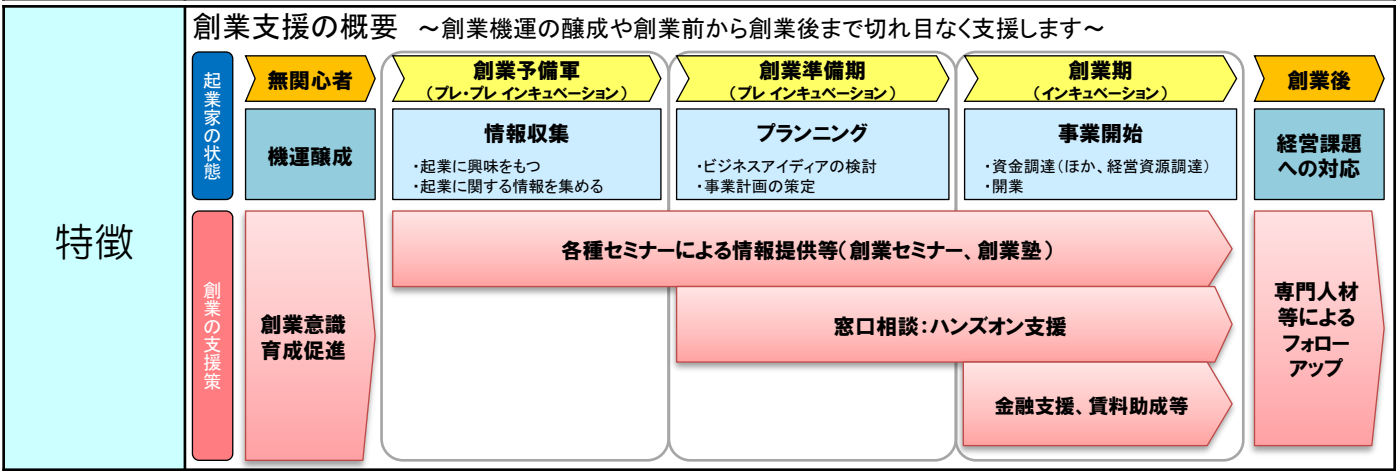 特徴
創業支援の概要 ～創業機運の醸成や創業前から創業後まで切れ目なく支援します～
起業家の状態
無関心者
創業予備軍
（プレ・プレ インキュベーション）
創業準備期
（プレ インキュベーション）
創業期
（インキュベーション）
創業後
機運醸成
情報収集
・起業に興味をもつ
・起業に関する情報を集める
プランニング
・ビジネスアイディアの検討
・事業計画の策定
事業開始
・資金調達（ほか、経営資源調達）
・開業
経営課題
への対応
創業の支援策
創業意識
育成促進
各種セミナーによる情報提供等（創業セミナー、創業塾）
窓口相談：ハンズオン支援
金融支援、賃料助成等
専門人材
等による
フォロー
アップ